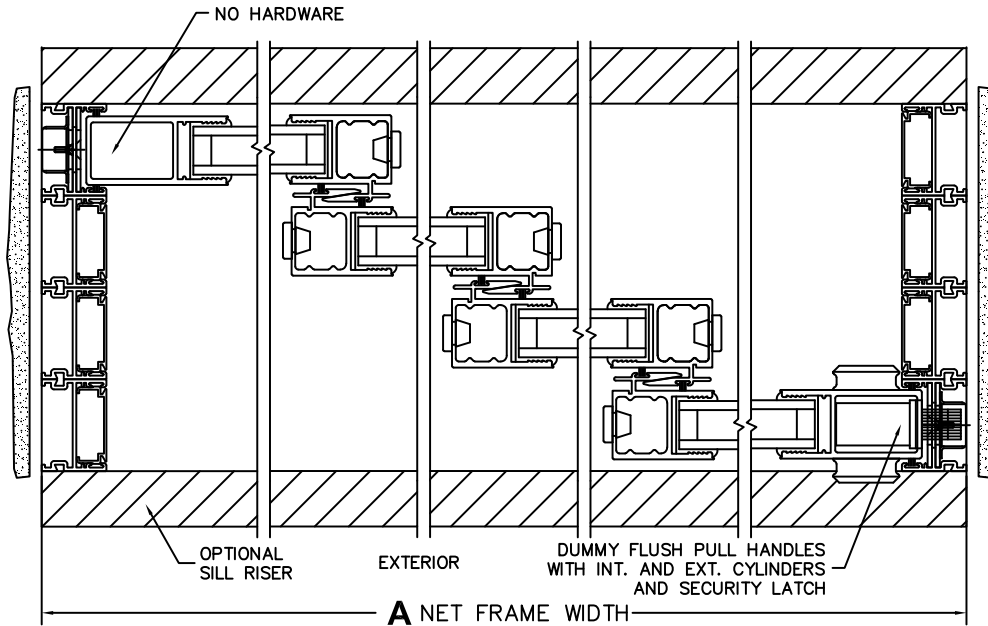 NO HARDWARE
OPTIONAL
SILL RISER
EXTERIOR
DUMMY FLUSH PULL HANDLES
WITH INT. AND EXT. CYLINDERS
AND SECURITY LATCH
A NET FRAME WIDTH